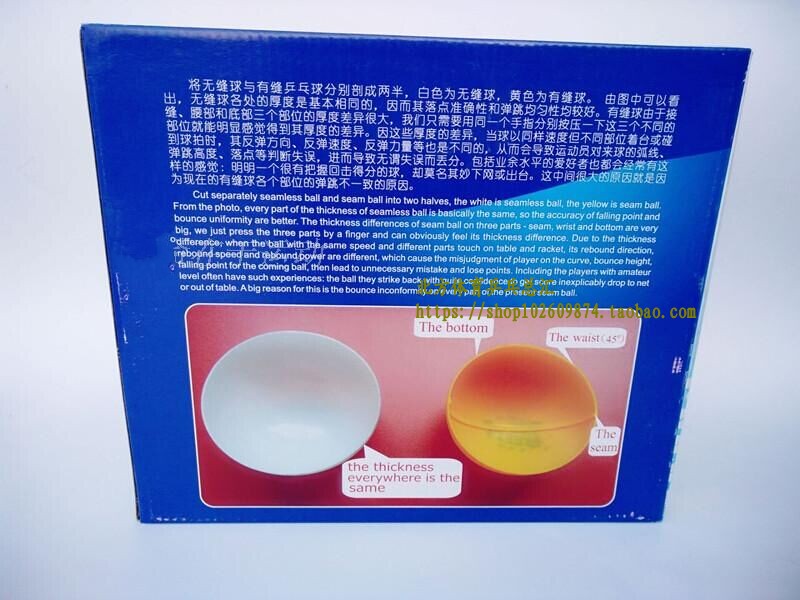 将无缝球与有缝乒乓球分别剖成两半，白色为无缝球，黄色为有缝球。 由图中可以看
出，无缝球各处的厚度是基本相同的，因而其落点准确性和弹跳均匀性均较好。有缝球由于接
缝、腰部和底部三个部位的厚度差异很大，我们只需要用同一个手指分别按压一下这三个不同的
部位就能明显感觉得到其厚度的差异。因这些厚度的差异，当球以同样速度但不同部位着台或碰
到球拍时，其反弹方向、反弹速度、反弹力量等也是不同的，从而会导致运动员对来球的弧线、
弹跳高度、落点等判断失误，进而导致无谓失误而丢分。包括业余水平的爱好者也都会经常有这
样的感觉：明明一个很有把握回击得分的球，却莫名其妙下网或出台。这中间很大的原因就是因
为现在的有缝球各个部位的弹跳不一致的原因。
Cut separately seamless ball and seam ball into two halves, the white is seamless ball, the yellow is seam ball.
From the photo, every part of the thickness of seamless ball is basically the same, so the accuracy of falling point and
bounce uniformity are better. The thickness differences of seam ball on three parts - seam, wrist and bottom are very
big, we just press the three parts by a finger and can obviously feel its thickness difference. Due to the thickness
difference, when the ball with the same speed and different parts touch on table and racket, its rebound direction,
rebound speed and rebound power are different, which cause the misjudgment of player on the curve, bounce height,
falling point for the coming ball, then lead to unnecessary mistake and lose points. Including the players with amateur
level often have such experiences: the ball they strike back with quite confidence to get score inexplicably drop to net
or out of table. A big reason for this is the bounce inconformity for every part of the present seam ball.
https://shop102609874.taobao.com
The bottom
The waist(45°)
The
seam
the thickness
everywhere is the
same